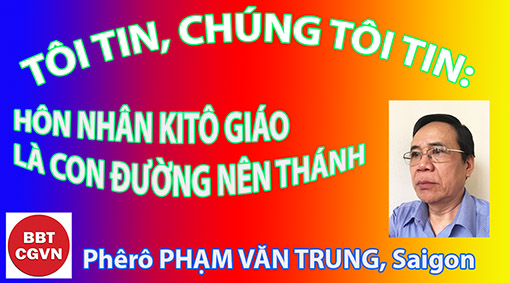 TÔI TIN, CHÚNG TÔI TIN:
HÔN NHÂN KITÔ GIÁO
LÀ CON ĐƯỜNG NÊN THÁNH
BBT
CGVN
Phêrô PHẠM VĂN TRUNG, Saigon